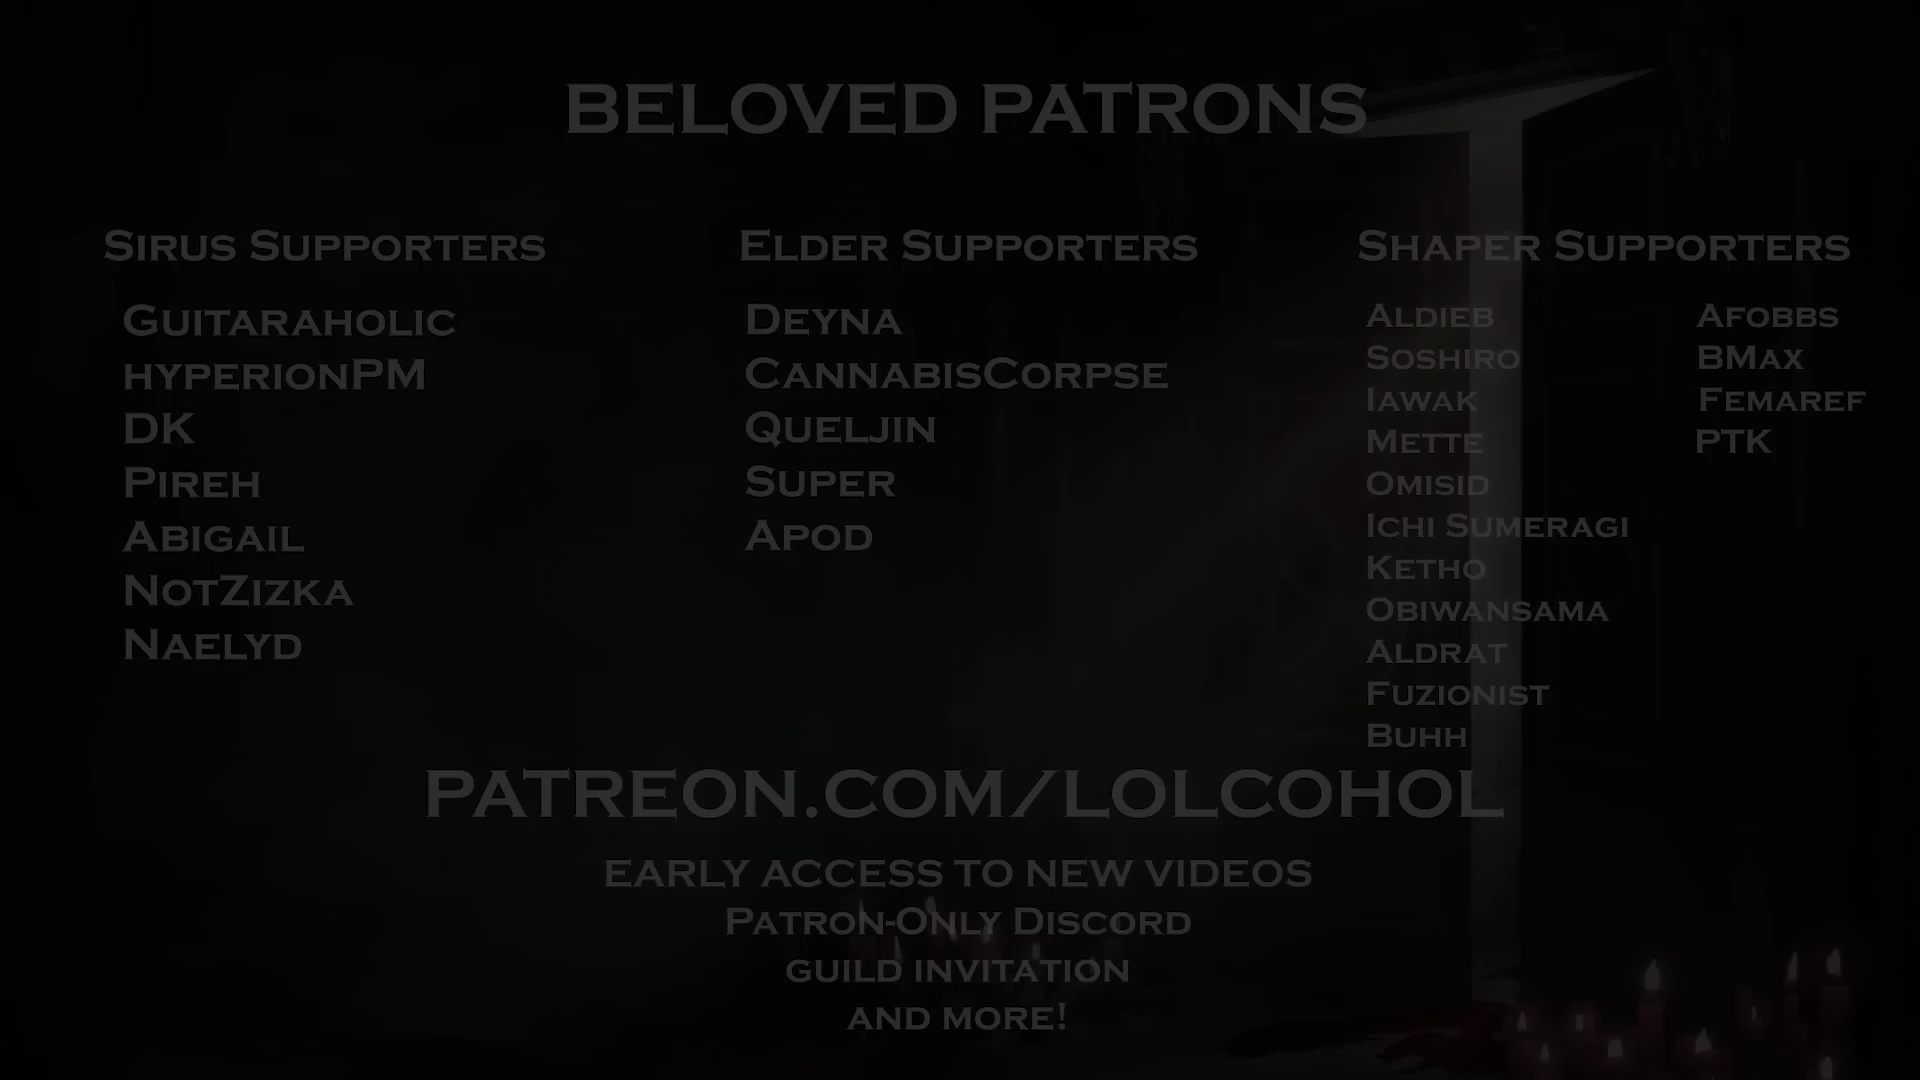 BELOVED PATRONS
SIRUS SUPPORTERS
GUITARAHOLIC
HYPERIONPM
DK
PIREH
ABIGAIL
NOTZIZKA
NAELYD
ELDER SUPPORTERS
DEYNA
CANNABISCORPSE
QUELJIN
SUPER
APOD
SHAPER SUPPORTERS
ALDIEB
SOSHIRO
IAWAK
METTE
OMISID
ICHI SUMERAGI
KETHO
OBIWANSAMA
ALDRAT
FUZIONIST
BUHH
AFOBBS
BMAX
FEMAREF
PTK
PATREON.COM/LOLCOHOL
EARLY ACCESS TO NEW VIDEOS
PATRON-ONLY DISCORD
GUILD INVITATION
AND MORE!